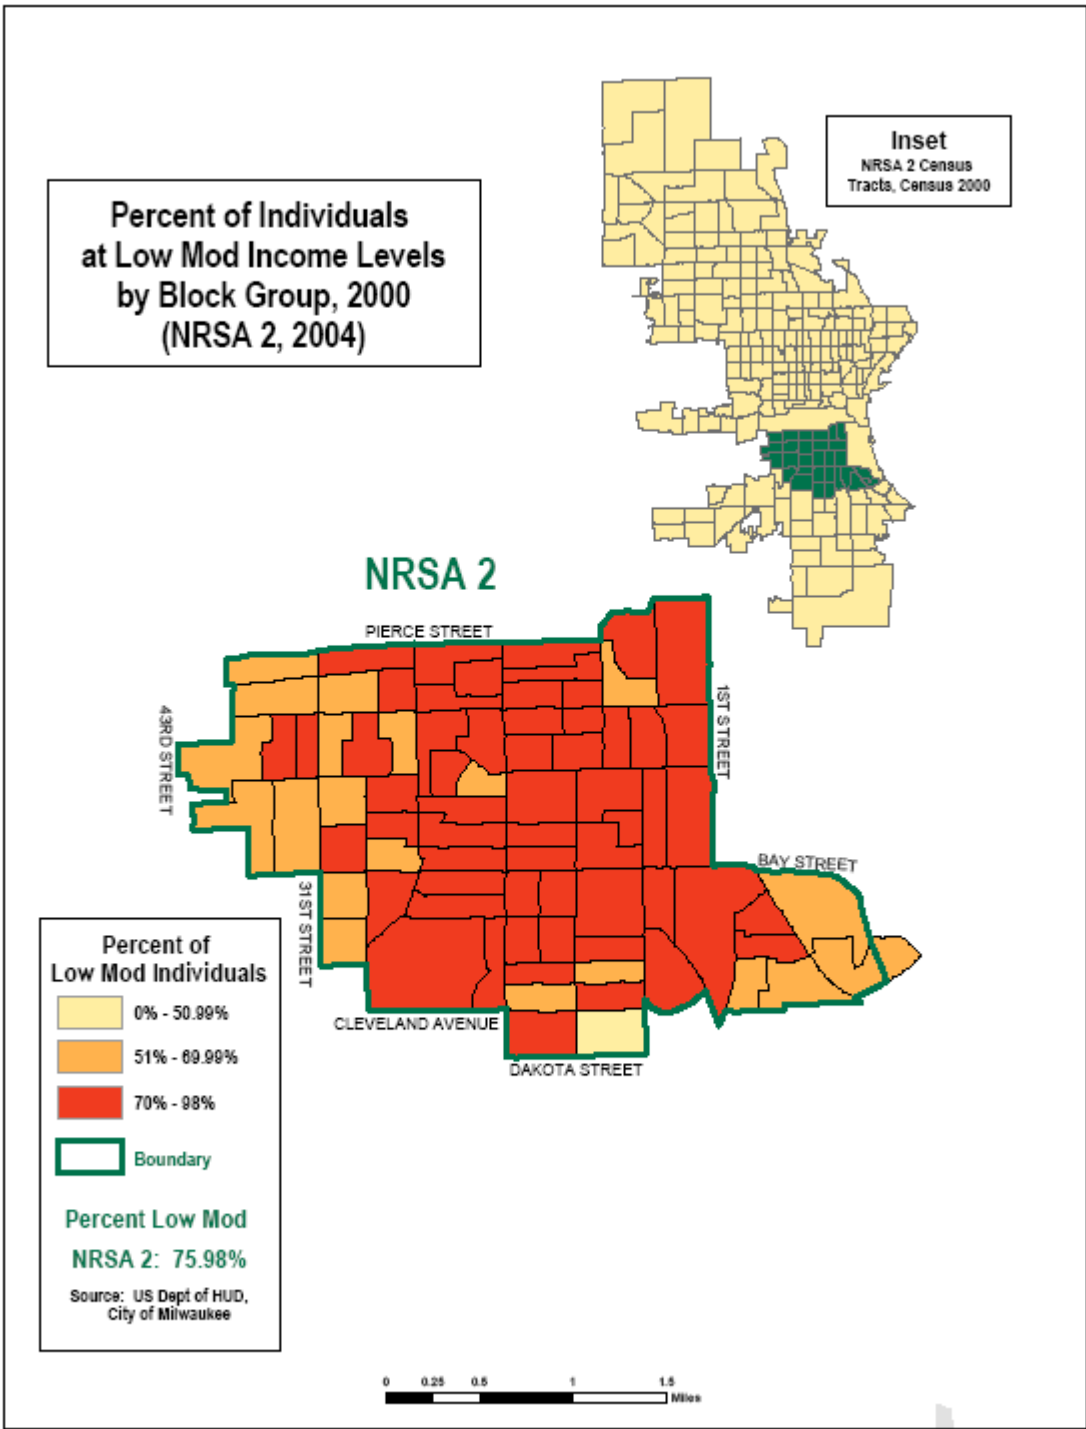 Inset
NRSA 2 Census
Tracts, Census 2000
Percent of Individuals
at Low Mod Income Levels
by Block Group, 2000
(NRSA 2, 2004)
NRSA 2
PIERCE STREET
43RD STREET
1ST STREET
BAY STREET
31ST STREET
CLEVELAND AVENUE
DAKOTA STREET
Percent of
Low Mod Individuals
0% - 50.99%
51% - 69.99%
70% - 98%
Boundary
Percent Low Mod
NRSA 2: 75.98%
Source: US Dept of HUD,
City of Milwaukee
0 0.25 0.5 1 1.5
Miles